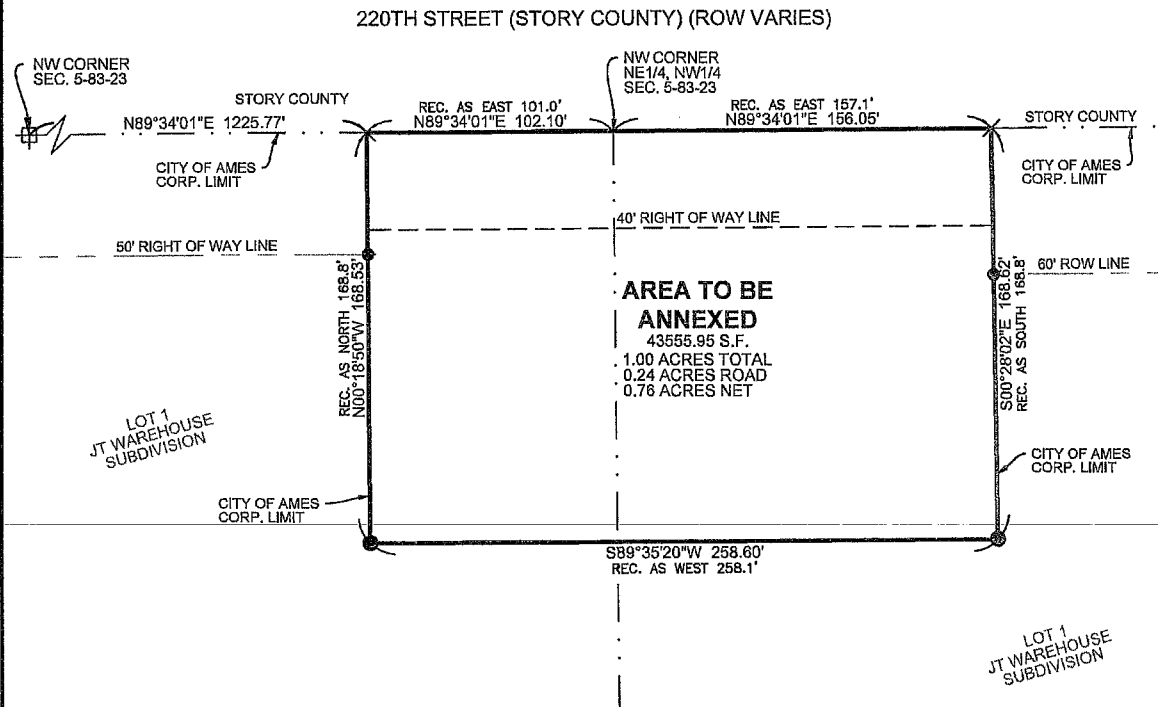 220TH STREET (STORY COUNTY) (ROW VARIES)
NW CORNER
SEC. 5-83-23
NW CORNER
NE1/4, NW1/4
SEC. 5-83-23
STORY COUNTY
N89°34'01"E 1225.77'
CITY OF AMES
CORP. LIMIT
REC. AS EAST 101.0'
N89°34'01"E 102.10'
REC. AS EAST 157.1'
N89°34'01"E 156.05'
STORY COUNTY
CITY OF AMES
CORP. LIMIT
50' RIGHT OF WAY LINE
40' RIGHT OF WAY LINE
60' ROW LINE
REC. AS NORTH 168.8'
N00°18'50"W 168.53'
AREA TO BE
ANNEXED
43555.95 S.F.
1.00 ACRES TOTAL
0.24 ACRES ROAD
0.76 ACRES NET
S00°28'02"E 168.62'
REC. AS SOUTH 168.8'
LOT 1
JT WAREHOUSE
SUBDIVISION
CITY OF AMES
CORP. LIMIT
CITY OF AMES
CORP. LIMIT
S89°35'20"W 258.60'
REC. AS WEST 258.1'
LOT 1
JT WAREHOUSE
SUBDIVISION